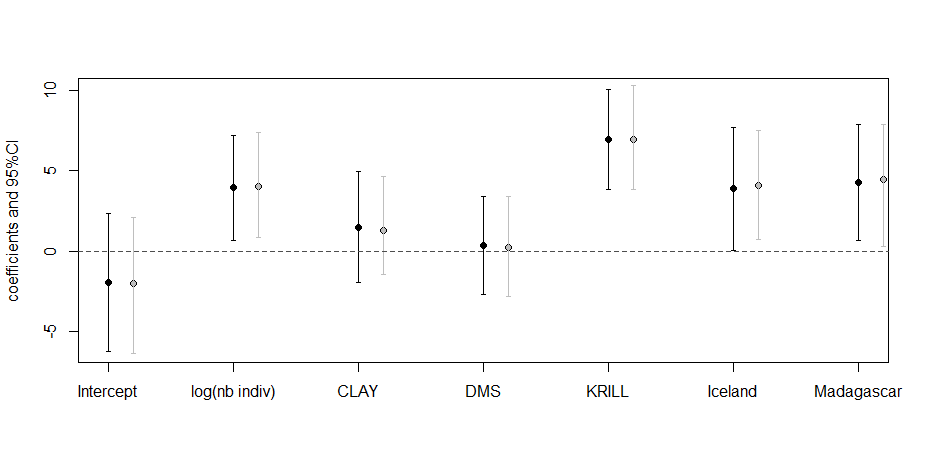 coefficients and 95%CI
10
5
0
-5
Intercept log(nb indiv) CLAY DMS KRILL Iceland Madagascar